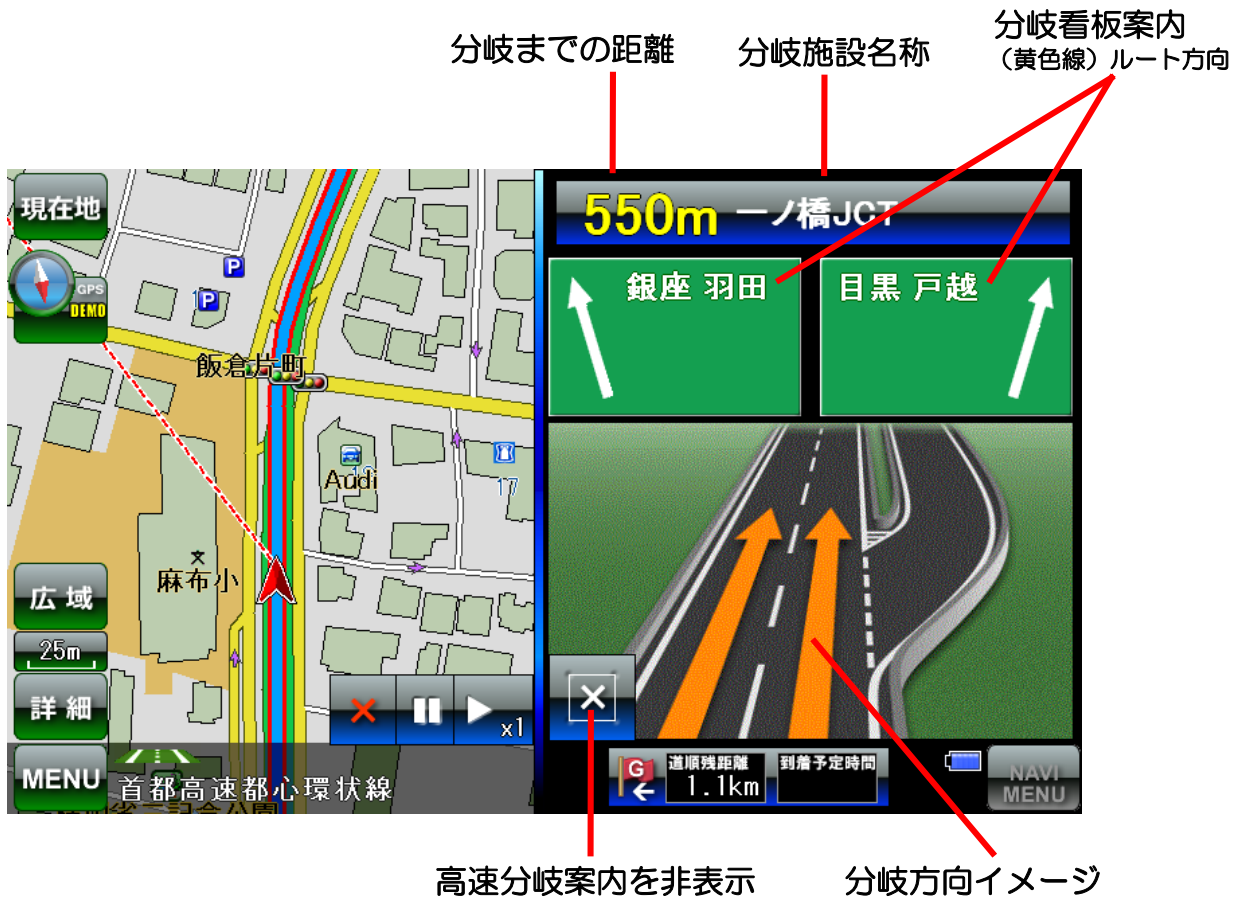 分岐までの距離
分岐施設名称
分岐看板案内
（黄色線）ルート方向
現在地
GPS
DEMO
P
P
飯倉片町
Audi
17
文
麻布小
広域
25m
詳細
x1
MENU
首都高速都心環状線
550m 一ノ橋JCT
銀座 羽田
目黒 戸越
G
道順残距離
1.1km
到着予定時間
NAVI
MENU
高速分岐案内を非表示
分岐方向イメージ